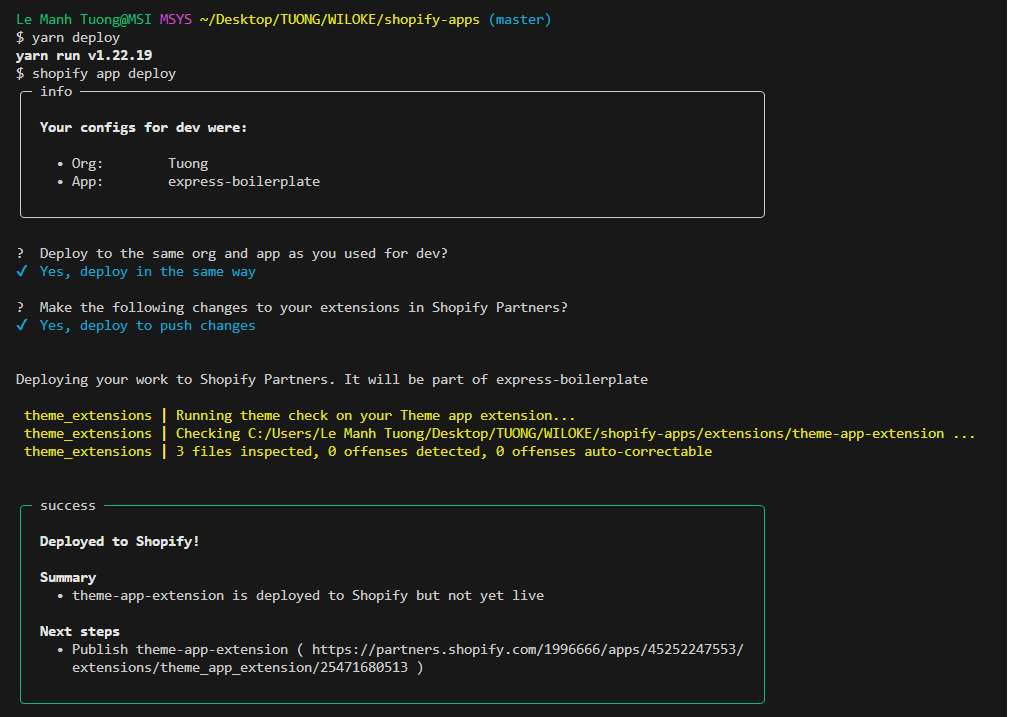 Le Manh Tuong@MSI MSYS ~/Desktop/TUONG/WILOKE/shopify-apps (master)
$ yarn deploy
yarn run v1.22.19
$ shopify app deploy
info
Your configs for dev were:
• Org: Tuong
• App: express-boilerplate
? Deploy to the same org and app as you used for dev?
✓ Yes, deploy in the same way
? Make the following changes to your extensions in Shopify Partners?
✓ Yes, deploy to push changes
Deploying your work to Shopify Partners. It will be part of express-boilerplate
theme_extensions | Running theme check on your Theme app extension...
theme_extensions | Checking C:/Users/Le Manh Tuong/Desktop/TUONG/WILOKE/shopify-apps/extensions/theme-app-extension ...
theme_extensions | 3 files inspected, 0 offenses detected, 0 offenses auto-correctable
success
Deployed to Shopify!
Summary
• theme-app-extension is deployed to Shopify but not yet live
Next steps
• Publish theme-app-extension ( https://partners.shopify.com/1996666/apps/45252247553/
extensions/theme_app_extension/25471680513 )